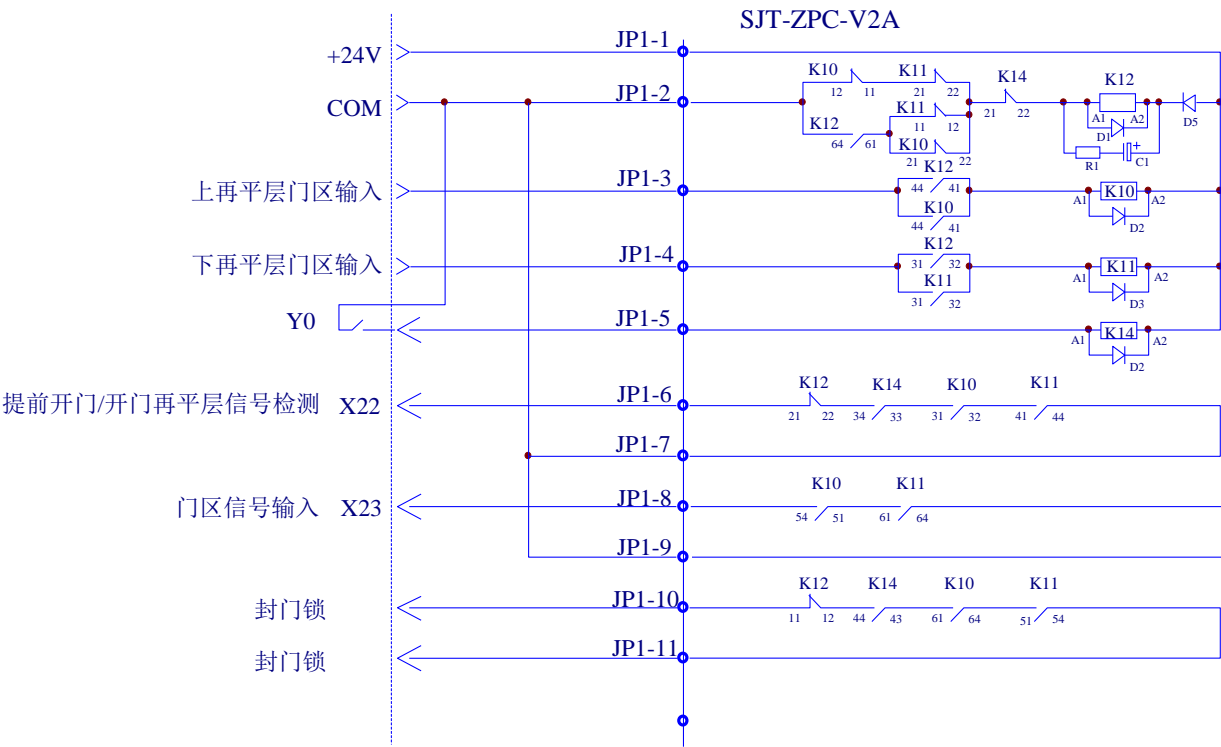 SJT-ZPC-V2A
+24V JP1-1
COM JP1-2
K10 K11 K14 K12
12 11 21 22 21 22 A1 A2 D1 D5
K12 K11
64 61 11 12
K10
21 22
R1 + C1
上再平层门区输入 JP1-3
K12
44 41
K10
44 41
A1 K10 A2
D2
下再平层门区输入 JP1-4
K12
31 32
K11
31 32
A1 K11 A2
D3
Y0 JP1-5
A1 K14 A2
D2
提前开门/开门再平层信号检测 X22 JP1-6
K12 K14 K10 K11
21 22 34 33 31 32 41 44
JP1-7
门区信号输入 X23 JP1-8
K10 K11
54 51 61 64
JP1-9
封门锁 JP1-10
K12 K14 K10 K11
11 12 44 43 61 64 51 54
封门锁 JP1-11